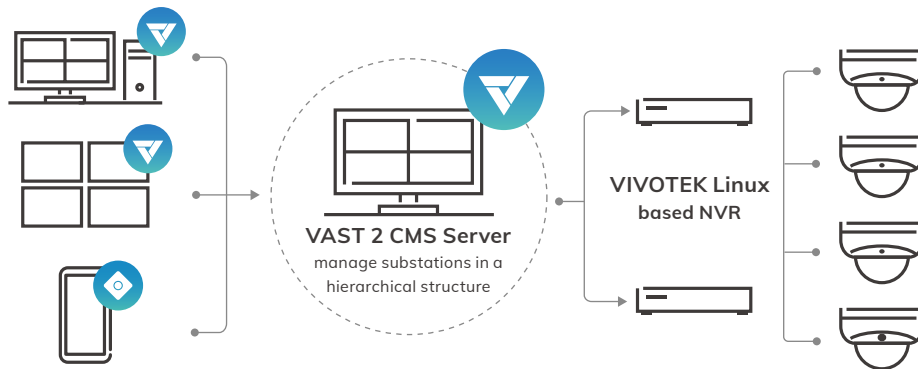 VAST 2 CMS Server
manage substations in a
hierarchical structure
VIVOTEK Linux
based NVR